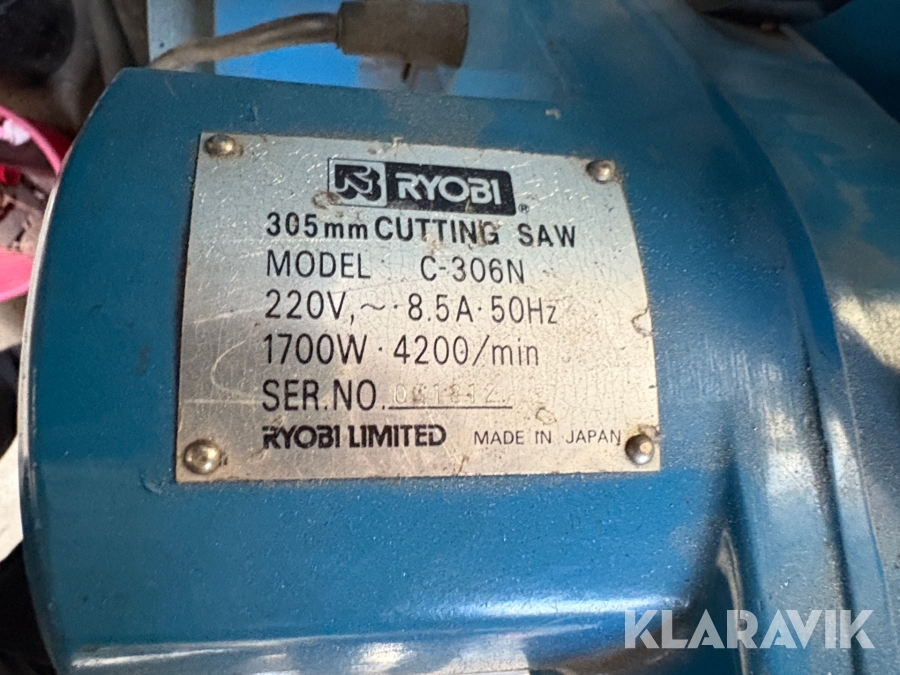 RYOBI®
305mm CUTTING SAW
MODEL C-306N
220V,~·8.5A·50Hz
1700W·4200/min
SER.NO.
RYOBI LIMITED MADE IN JAPAN
KLARAVIK